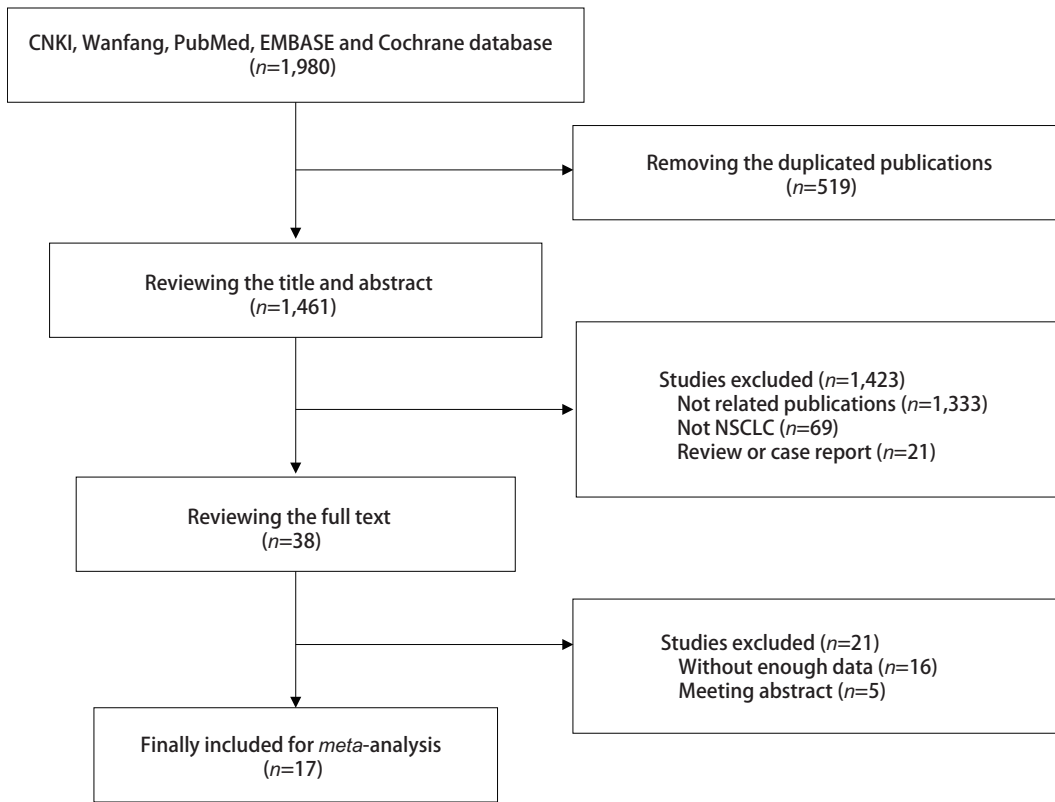 CNKI, Wanfang, PubMed, EMBASE and Cochrane database
(n=1,980)
Removing the duplicated publications
(n=519)
Reviewing the title and abstract
(n=1,461)
Studies excluded (n=1,423)
Not related publications (n=1,333)
Not NSCLC (n=69)
Review or case report (n=21)
Reviewing the full text
(n=38)
Studies excluded (n=21)
Without enough data (n=16)
Meeting abstract (n=5)
Finally included for meta-analysis
(n=17)